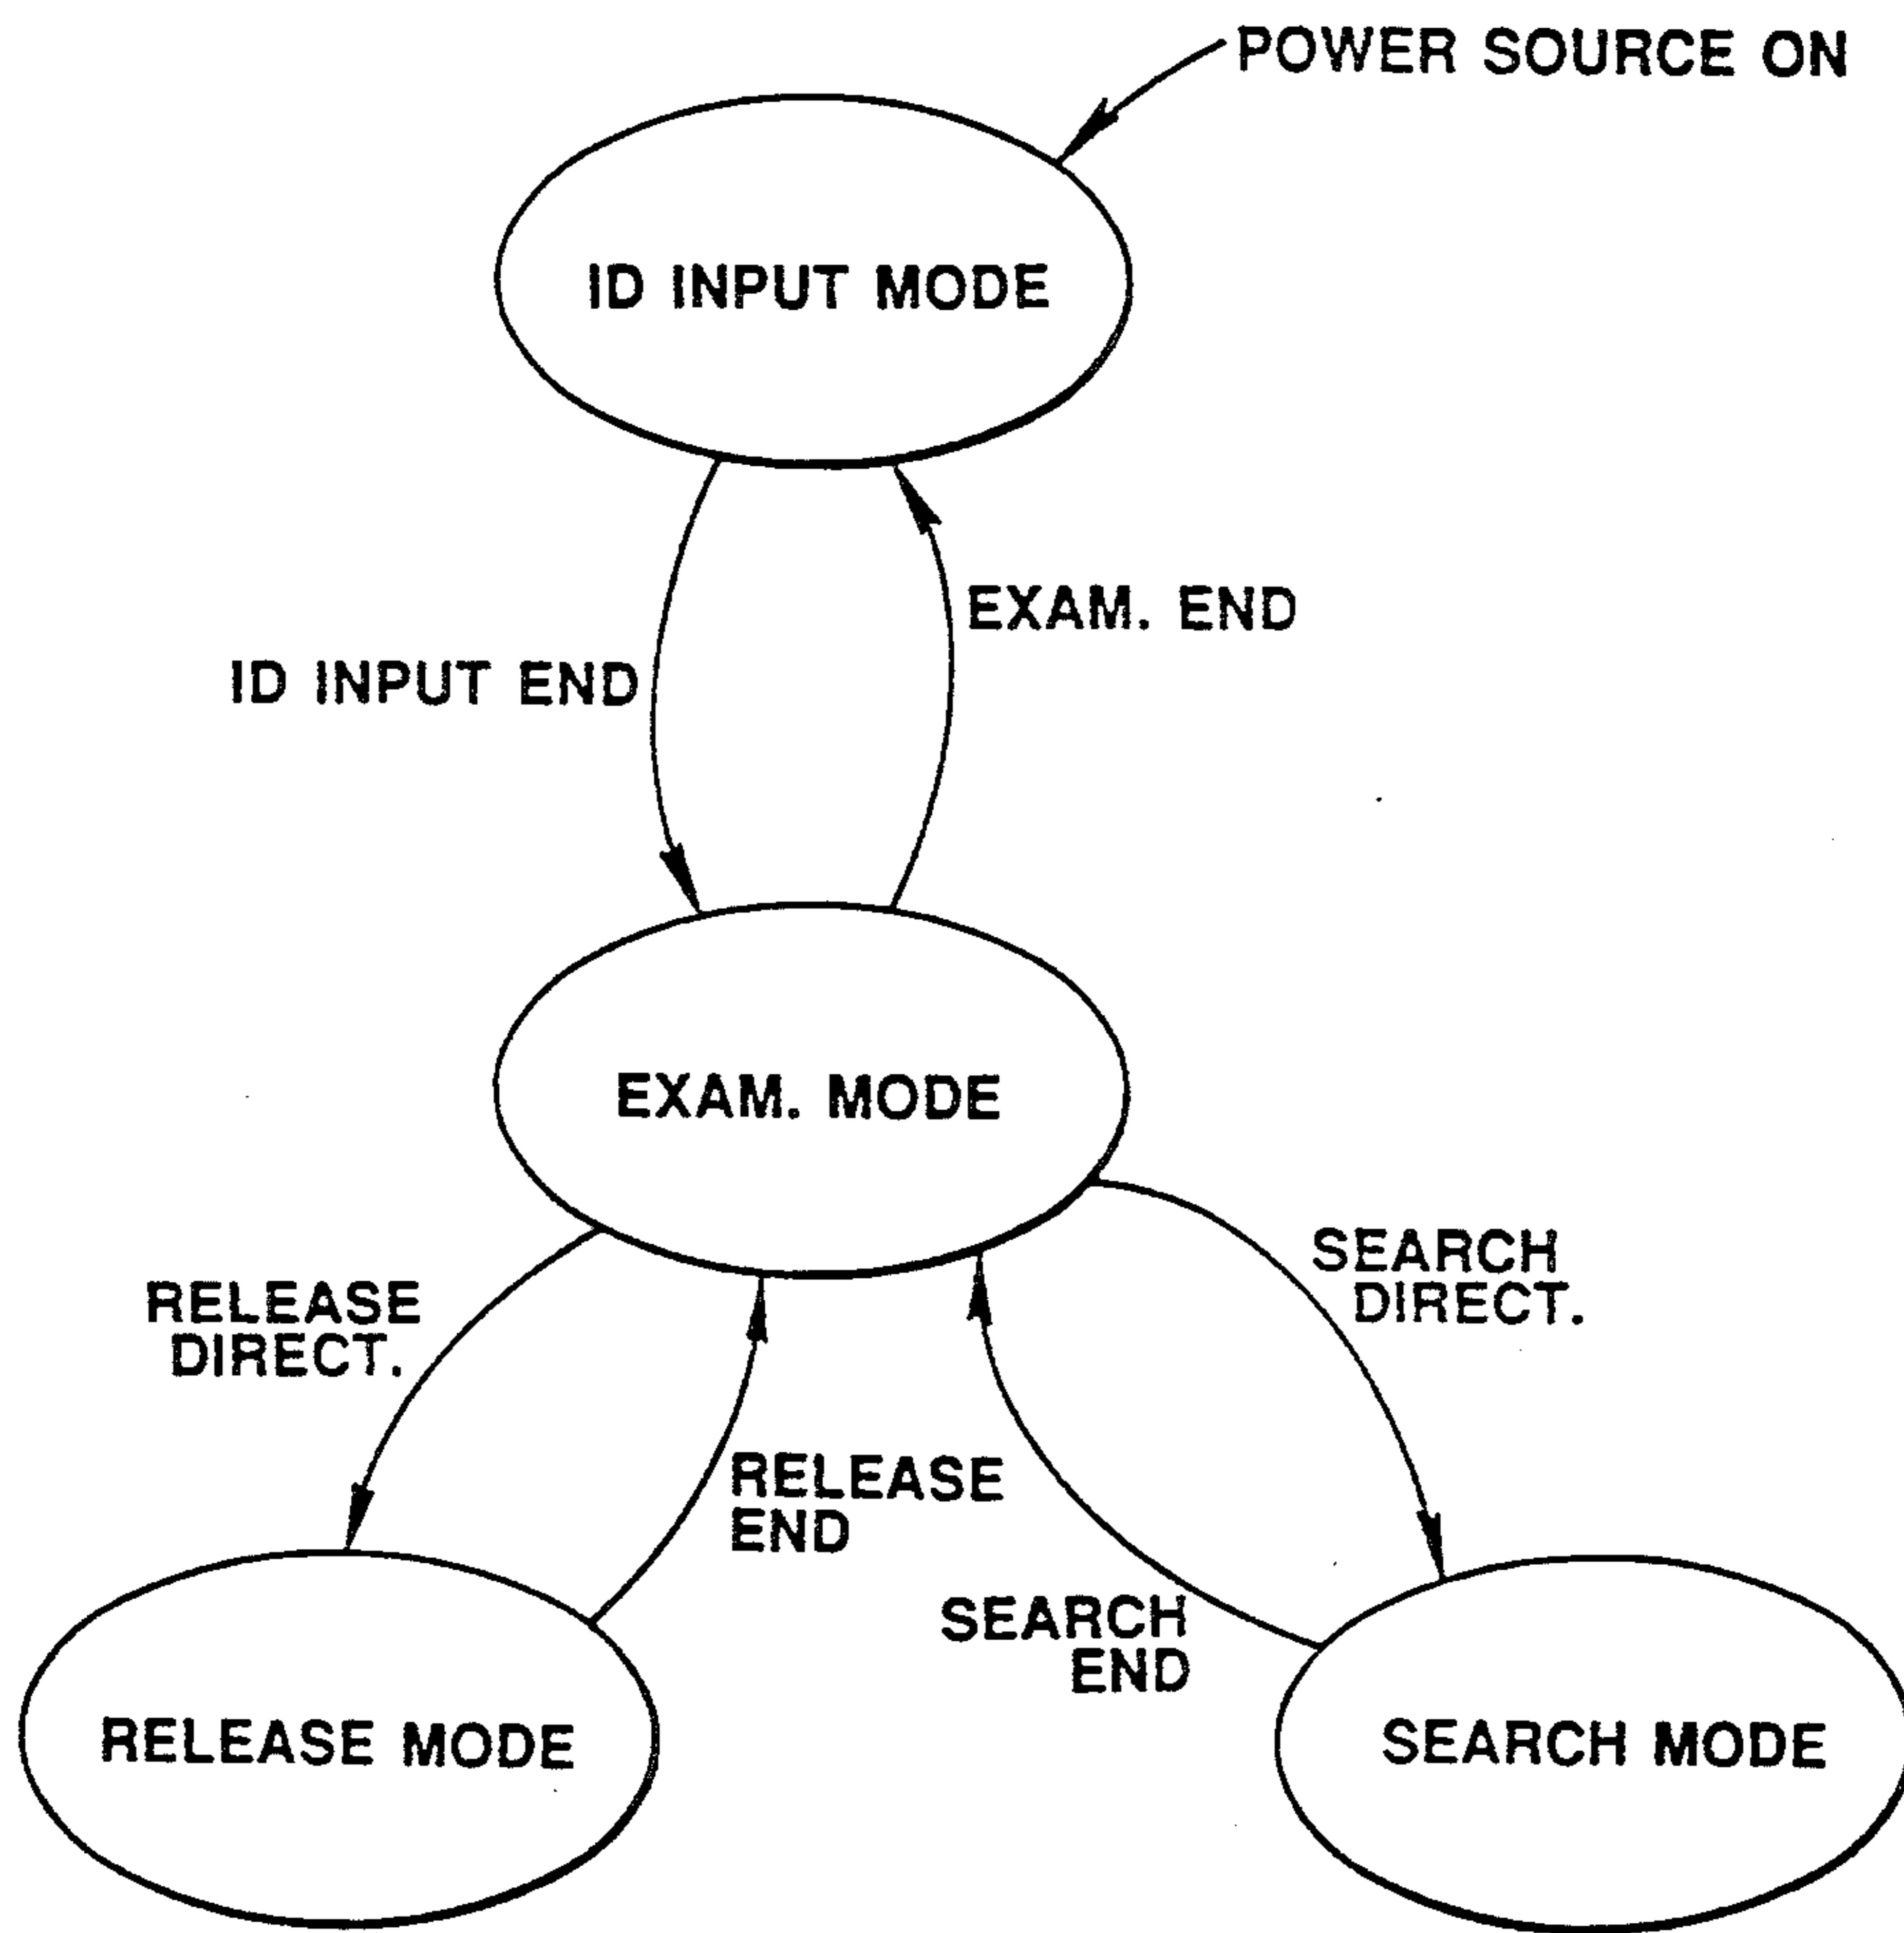 POWER SOURCE ON
ID INPUT MODE
EXAM. END
ID INPUT END
EXAM. MODE
SEARCH
DIRECT.
RELEASE
DIRECT.
RELEASE
END
SEARCH
END
RELEASE MODE
SEARCH MODE